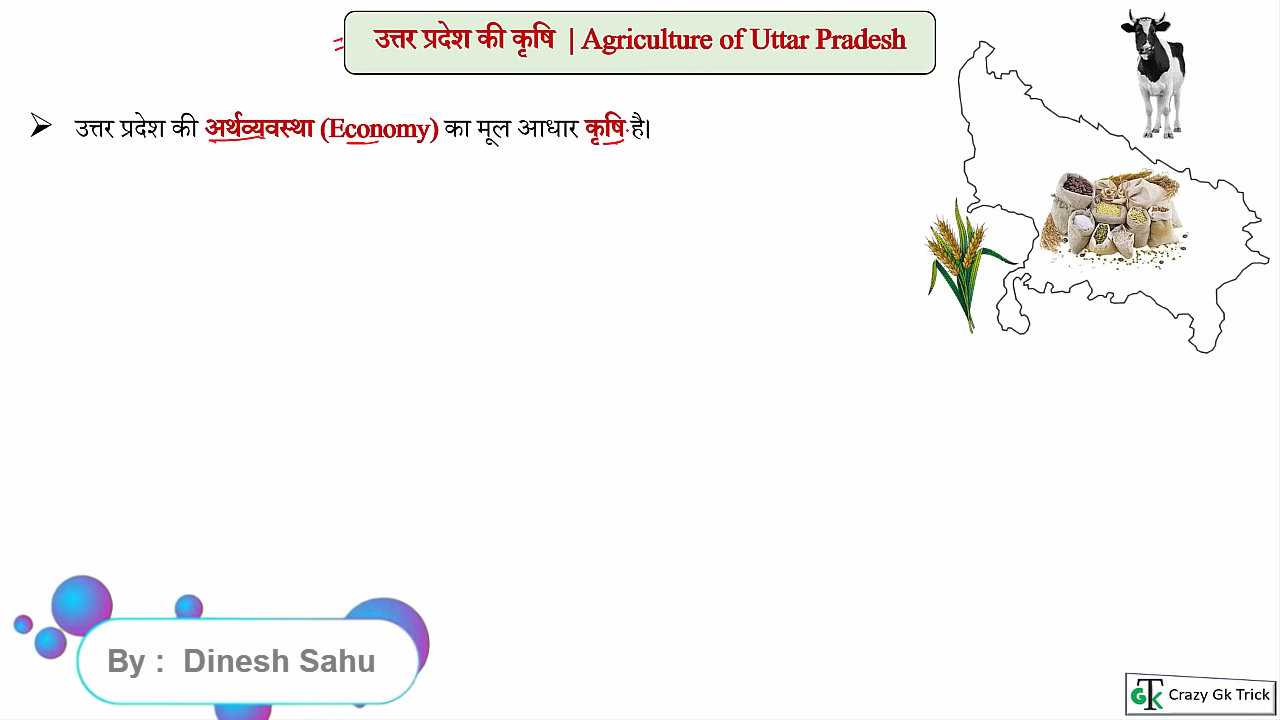 उत्तर प्रदेश की कृषि | Agriculture of Uttar Pradesh
उत्तर प्रदेश की अर्थव्यवस्था (Economy) का मूल आधार कृषि है।
By : Dinesh Sahu
GTK Crazy Gk Trick